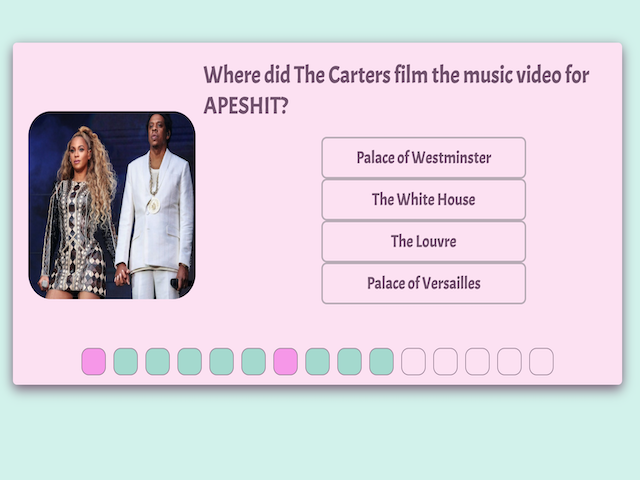 Where did The Carters film the music video for
APESHIT?
Palace of Westminster
The White House
The Louvre
Palace of Versailles